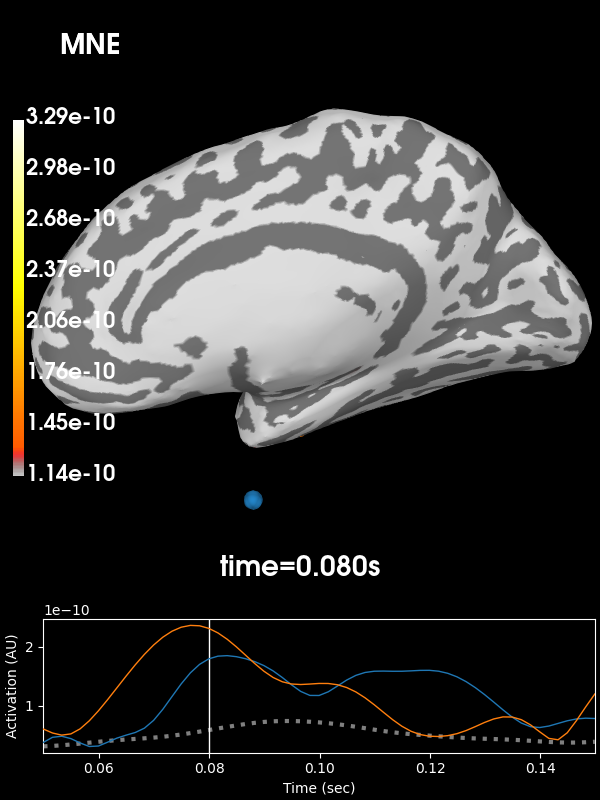 MNE
3.29e-10
2.98e-10
2.68e-10
2.37e-10
2.06e-10
1.76e-10
1.45e-10
1.14e-10
time=0.080s
1e−10
Activation (AU)
2
1
0.06 0.08 0.10 0.12 0.14
Time (sec)